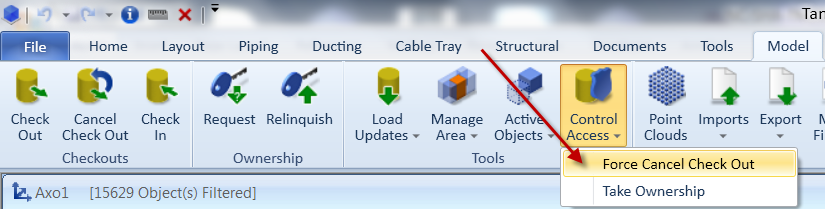 Tan
File Home Layout Piping Ducting Cable Tray Structural Documents Tools Model
Check Out Cancel Check Out Check In Request Relinquish Load Updates Manage Area Active Objects Control Access Point Clouds Imports Export
Checkouts Ownership Tools
Force Cancel Check Out
Take Ownership
Axo1 [15629 Object(s) Filtered]